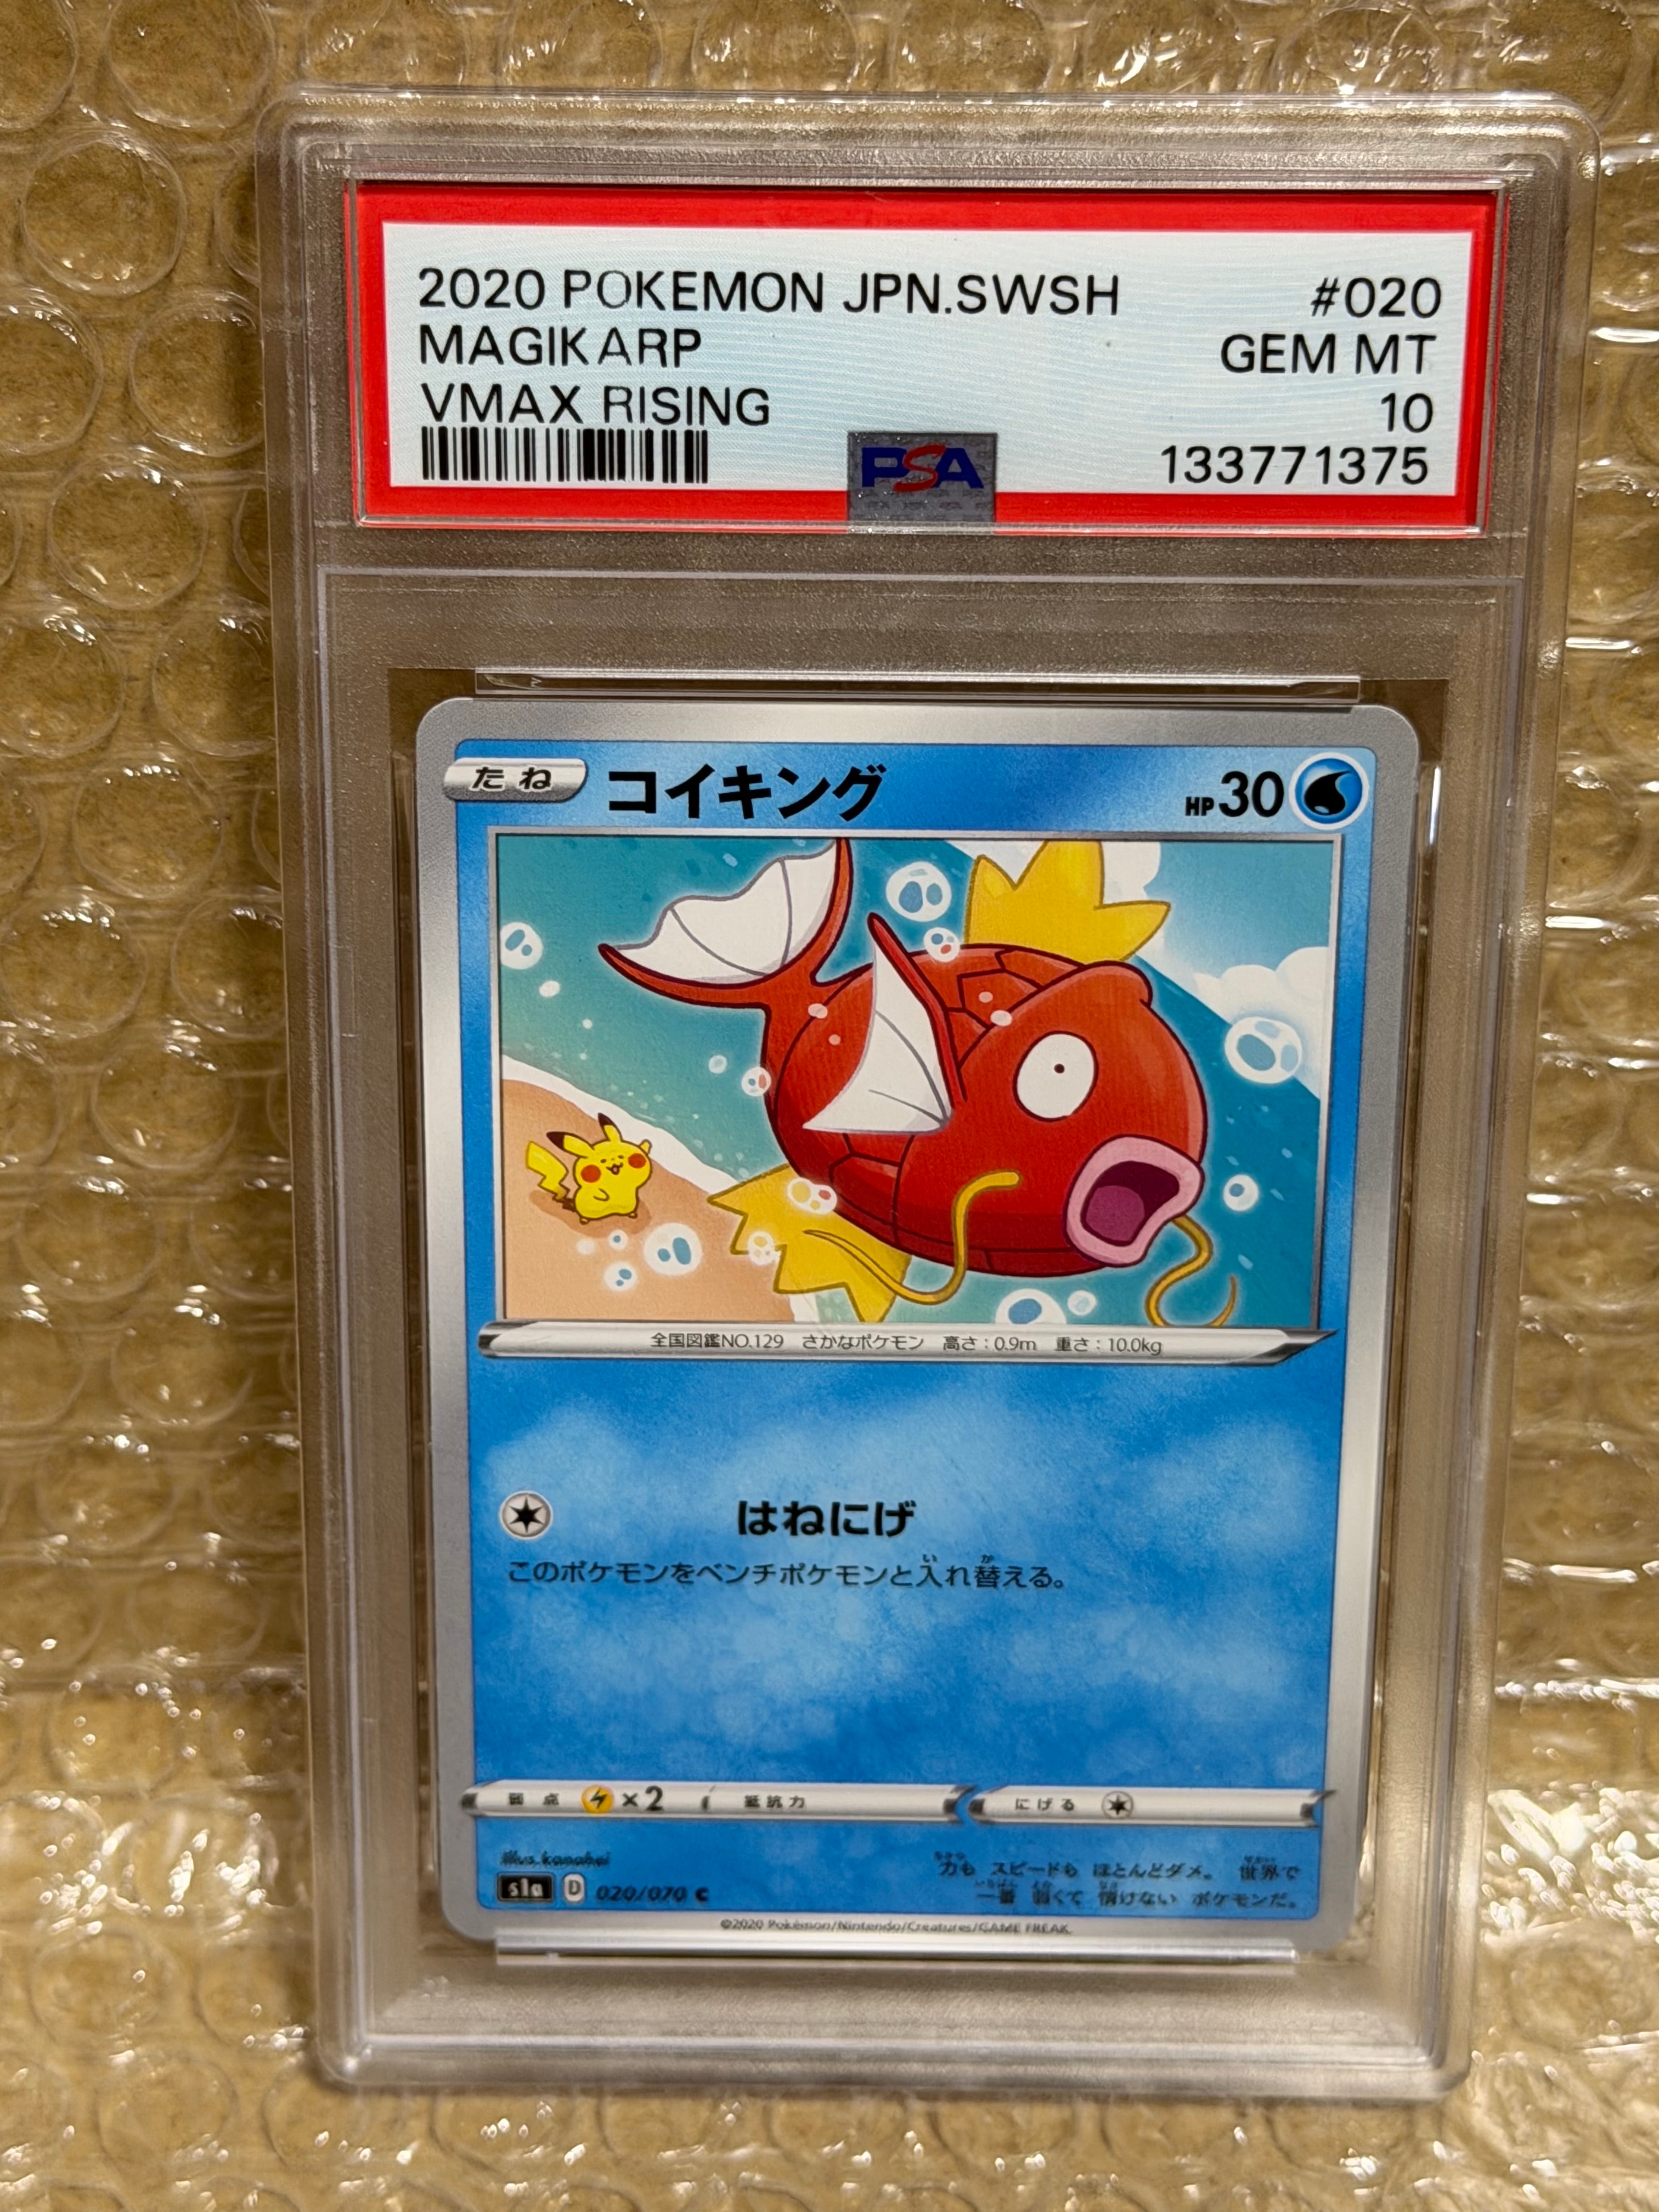 2020 POKEMON JPN.SWSH #020
MAGIKARP GEM MT
VMAX RISING 10
PSA 133771375
たね コイキング HP30
全国図鑑NO.129 さかなポケモン 高さ:0.9m 重さ:10.0kg
はねにげ
このポケモンをベンチポケモンと入れ替える。
弱点 ×2 抵抗力 にげる
illus. kanahei
力も スピードも ほとんどダメ。 世界で
s1a D 020/070 C 一番 弱くて 情けない ポケモンだ。
©2020 Pokémon/Nintendo/Creatures/GAME FREAK